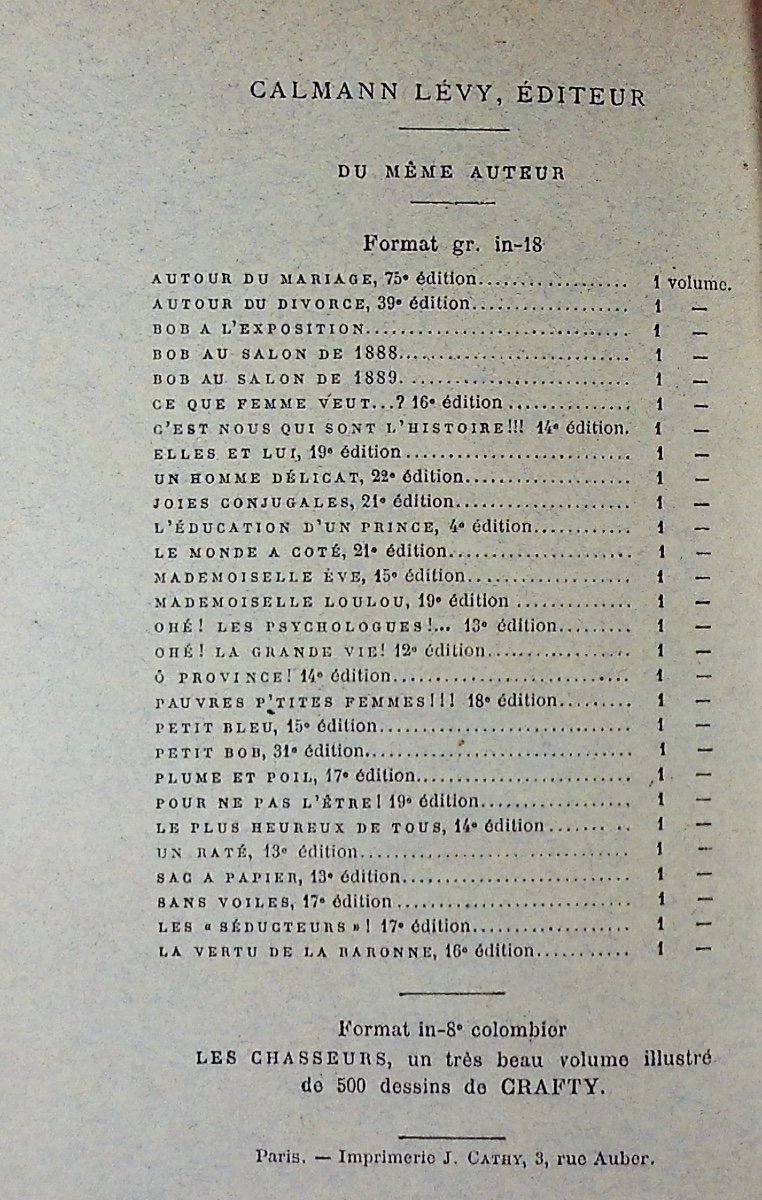 CALMANN LÉVY, ÉDITEUR
DU MÊME AUTEUR
Format gr. in-18
AUTOUR DU MARIAGE, 75e édition.................. 1 volume.
AUTOUR DU DIVORCE, 39e édition................... 1 —
BOB A L'EXPOSITION................................ 1 —
BOB AU SALON DE 1888............................. 1 —
BOB AU SALON DE 1889............................. 1 —
CE QUE FEMME VEUT...? 16e édition ............... 1 —
C'EST NOUS QUI SONT L'HISTOIRE!!! 14e édition. 1 —
ELLES ET LUI, 19e édition........................... 1 —
UN HOMME DÉLICAT, 22e édition.................... 1 —
JOIES CONJUGALES, 21e édition..................... 1 —
L'ÉDUCATION D'UN PRINCE, 4e édition............ 1 —
LE MONDE A COTÉ, 21e édition...................... 1 —
MADEMOISELLE ÈVE, 15e édition.................... 1 —
MADEMOISELLE LOULOU, 19e édition .............. 1 —
OHÉ! LES PSYCHOLOGUES!... 13e édition......... 1 —
OHÉ! LA GRANDE VIE! 12e édition................. 1 —
Ô PROVINCE! 14e édition............................. 1 —
PAUVRES P'TITES FEMMES!!! 18e édition......... 1 —
PETIT BLEU, 15e édition.............................. 1 —
PETIT BOB, 31e édition................................ 1 —
PLUME ET POIL, 17e édition.......................... 1 —
POUR NE PAS L'ÊTRE! 19e édition.................. 1 —
LE PLUS HEUREUX DE TOUS, 14e édition......... 1 —
UN RATÉ, 13e édition................................. 1 —
SAC A PAPIER, 13e édition............................ 1 —
SANS VOILES, 17e édition ............................ 1 —
LES « SÉDUCTEURS »! 17e édition................... 1 —
LA VERTU DE LA BARONNE, 16e édition........... 1 —
Format in-8e colombier
LES CHASSEURS, un très beau volume illustré
de 500 dessins de CRAFTY.
Paris. — Imprimerie J. CATHY, 3, rue Auber.